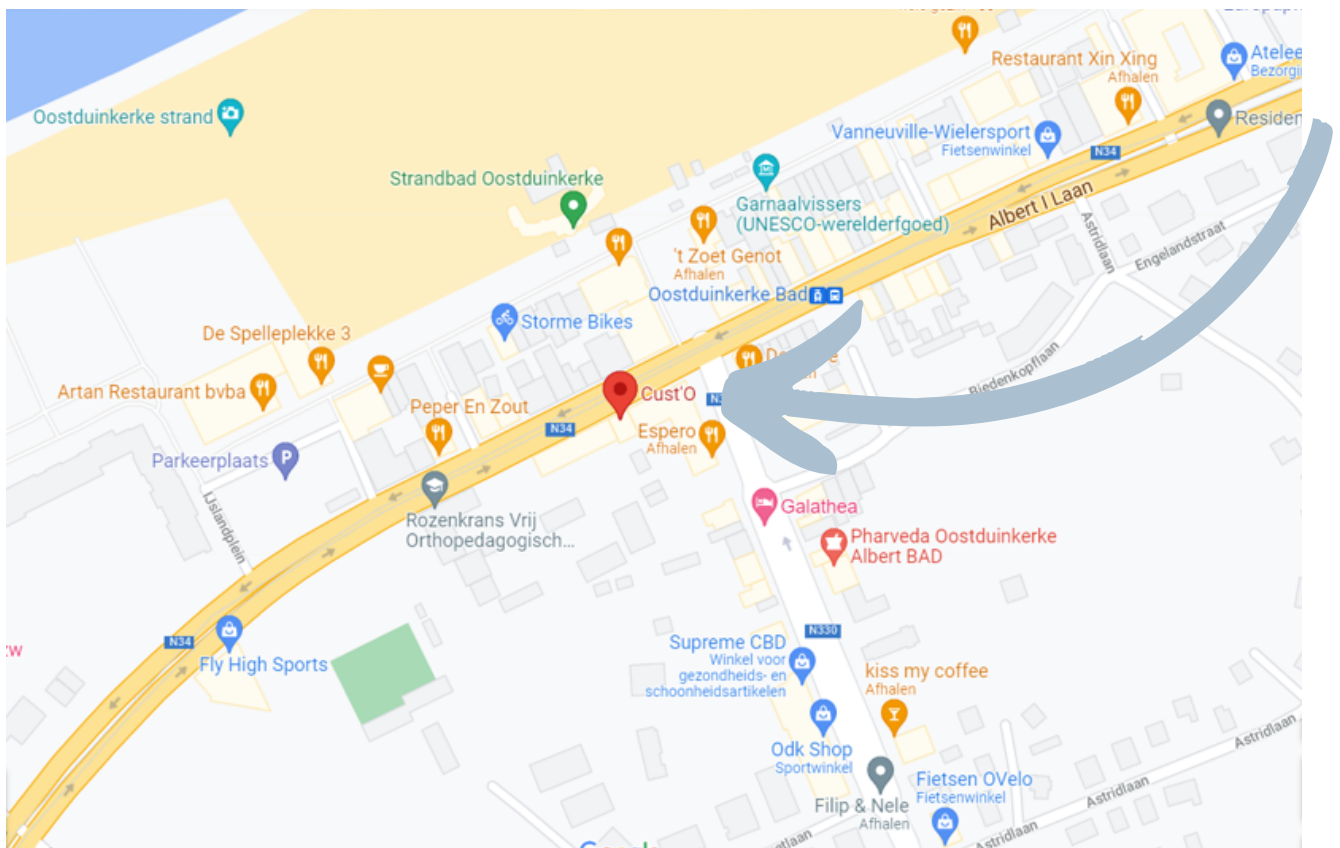 Restaurant Xin Xing
Afhalen
Oostduinkerke strand
Vanneuville-Wielersport
Fietsenwinkel
N34
Strandbad Oostduinkerke
Garnaalvissers
(UNESCO-werelderfgoed)
Albert I Laan
Astridlaan
Engelandstraat
't Zoet Genot
Afhalen
Oostduinkerke Bad
Storme Bikes
De Spelleplekke 3
Biedenkopflaan
Artan Restaurant bvba
Cust'O
Peper En Zout
N34
Espero
Afhalen
Parkeerplaats
P
IJslandplein
Galathea
Rozenkrans Vrij
Orthopedagogisch...
Pharveda Oostduinkerke
Albert BAD
N34
N330
Fly High Sports
Supreme CBD
Winkel voor
gezondheids- en
schoonheidsartikelen
kiss my coffee
Afhalen
Odk Shop
Sportwinkel
Astridlaan
Fietsen OVelo
Fietsenwinkel
Astridlaan
Filip & Nele
Afhalen
Astridlaan